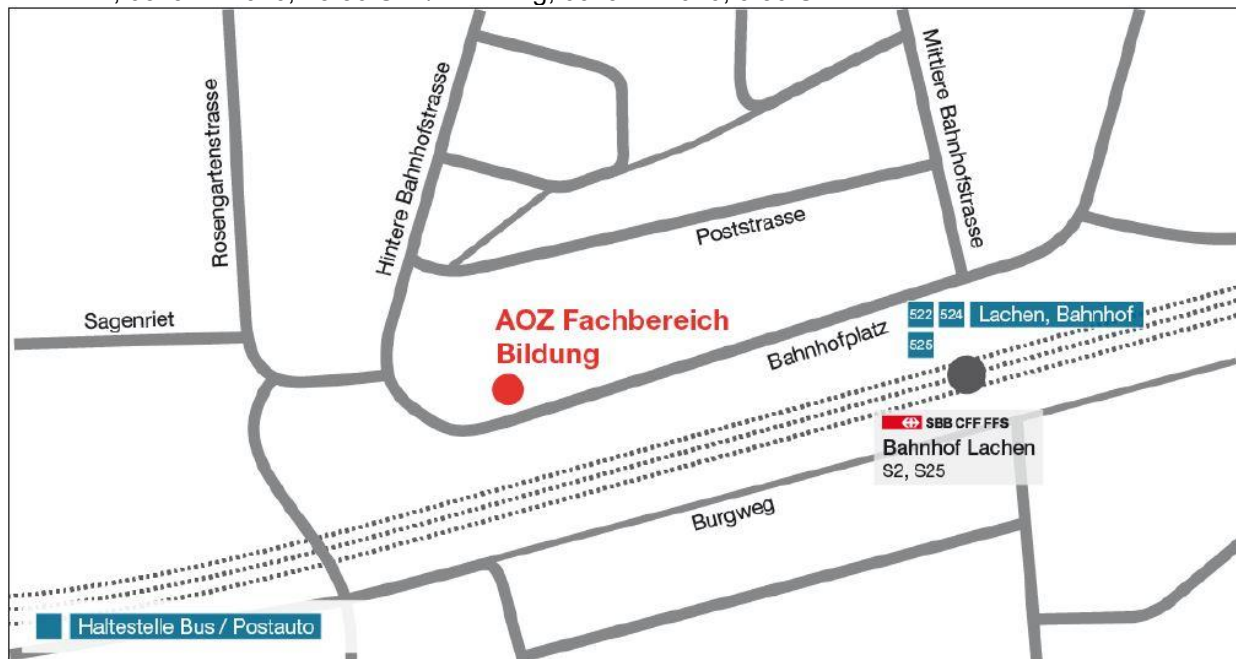 Rosengartenstrasse
Hintere Bahnhofstrasse
Mittlere Bahnhofstrasse
Poststrasse
Sagenriet
AOZ Fachbereich
Bildung
Bahnhofplatz
522 524 Lachen, Bahnhof
525
SBB CFF FFS
Bahnhof Lachen
S2, S25
Burgweg
Haltestelle Bus / Postauto